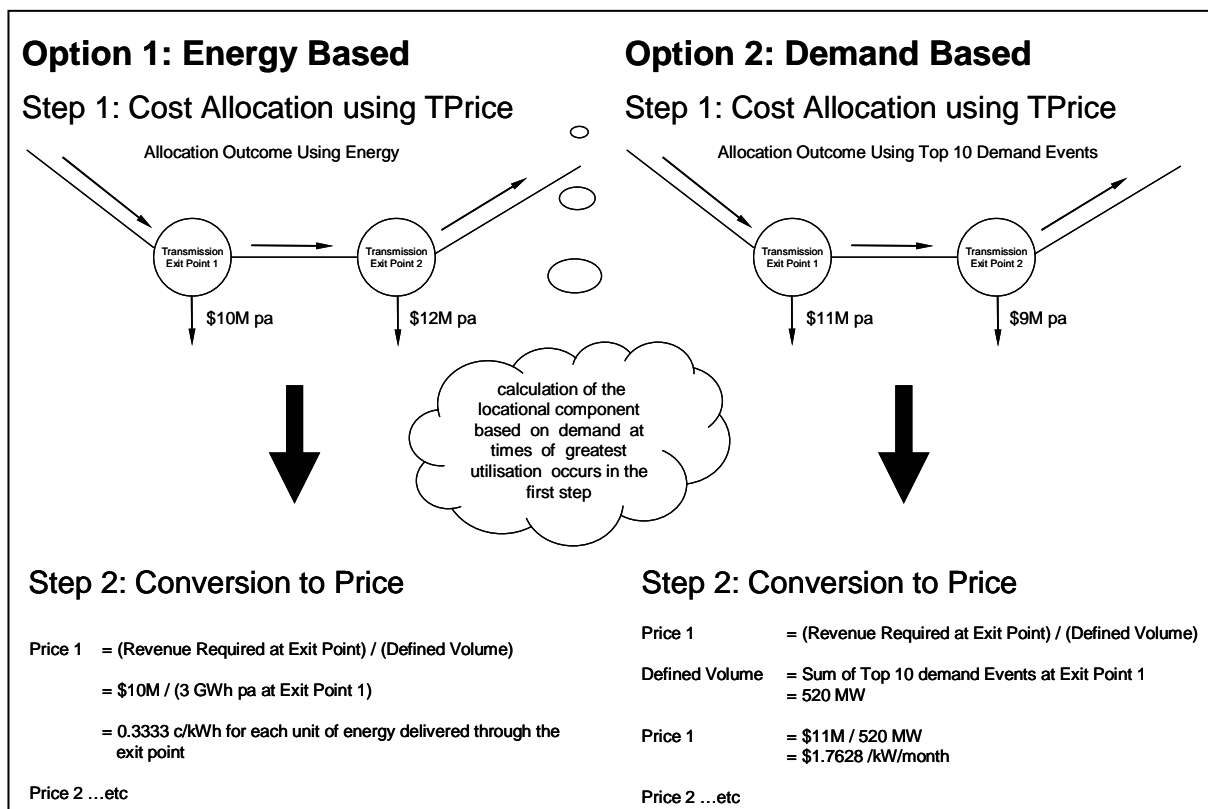 Option 1: Energy Based
Step 1: Cost Allocation using TPrice
Allocation Outcome Using Energy
Transmission
Exit Point 1
Transmission
Exit Point 2
$10M pa
$12M pa
calculation of the
locational component
based on demand at
times of greatest
utilisation occurs in the
first step
Step 2: Conversion to Price
Price 1 = (Revenue Required at Exit Point) / (Defined Volume)
= $10M / (3 GWh pa at Exit Point 1)
= 0.3333 c/kWh for each unit of energy delivered through the
exit point
Price 2 ...etc
Option 2: Demand Based
Step 1: Cost Allocation using TPrice
Allocation Outcome Using Top 10 Demand Events
Transmission
Exit Point 1
Transmission
Exit Point 2
$11M pa
$9M pa
Step 2: Conversion to Price
Price 1 = (Revenue Required at Exit Point) / (Defined Volume)
Defined Volume = Sum of Top 10 demand Events at Exit Point 1
= 520 MW
Price 1 = $11M / 520 MW
= $1.7628 /kW/month
Price 2 ...etc